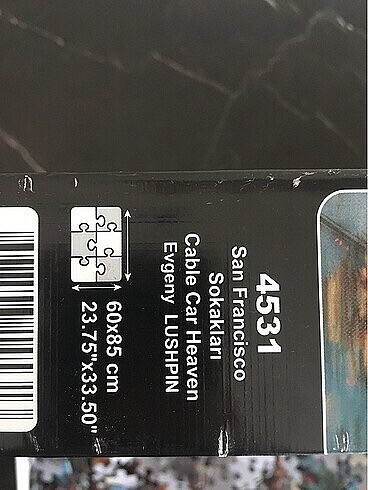 4531
San Francisco
Sokakları
Cable Car Heaven
Evgeny LUSHPIN
60x85 cm
23.75"x33.50"